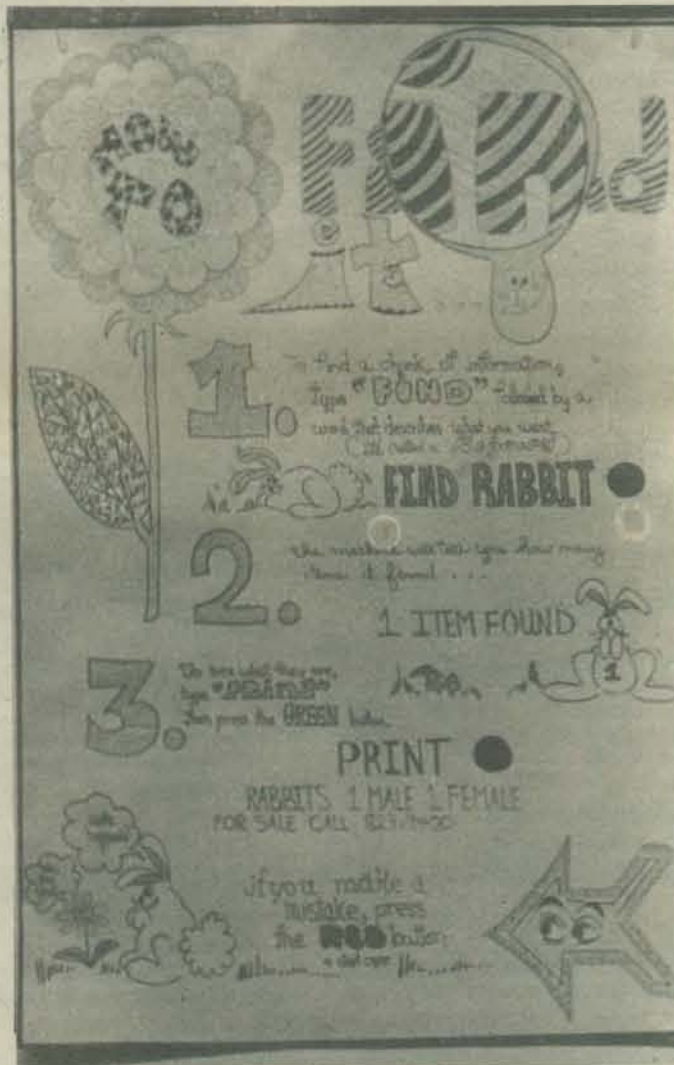 HOW
TO
Find
it
1. To find a chunk of information,
type "FIND" followed by a
word that describes what you want.
(It's called a
FIND RABBIT
2. the machine will tell you how many
items it found . . .
1 ITEM FOUND
1
3. To see what they are,
type "PRINT"
then press the GREEN button.
PRINT
RABBITS 1 MALE 1 FEMALE
FOR SALE CALL
if you make a
mistake, press
the RED button